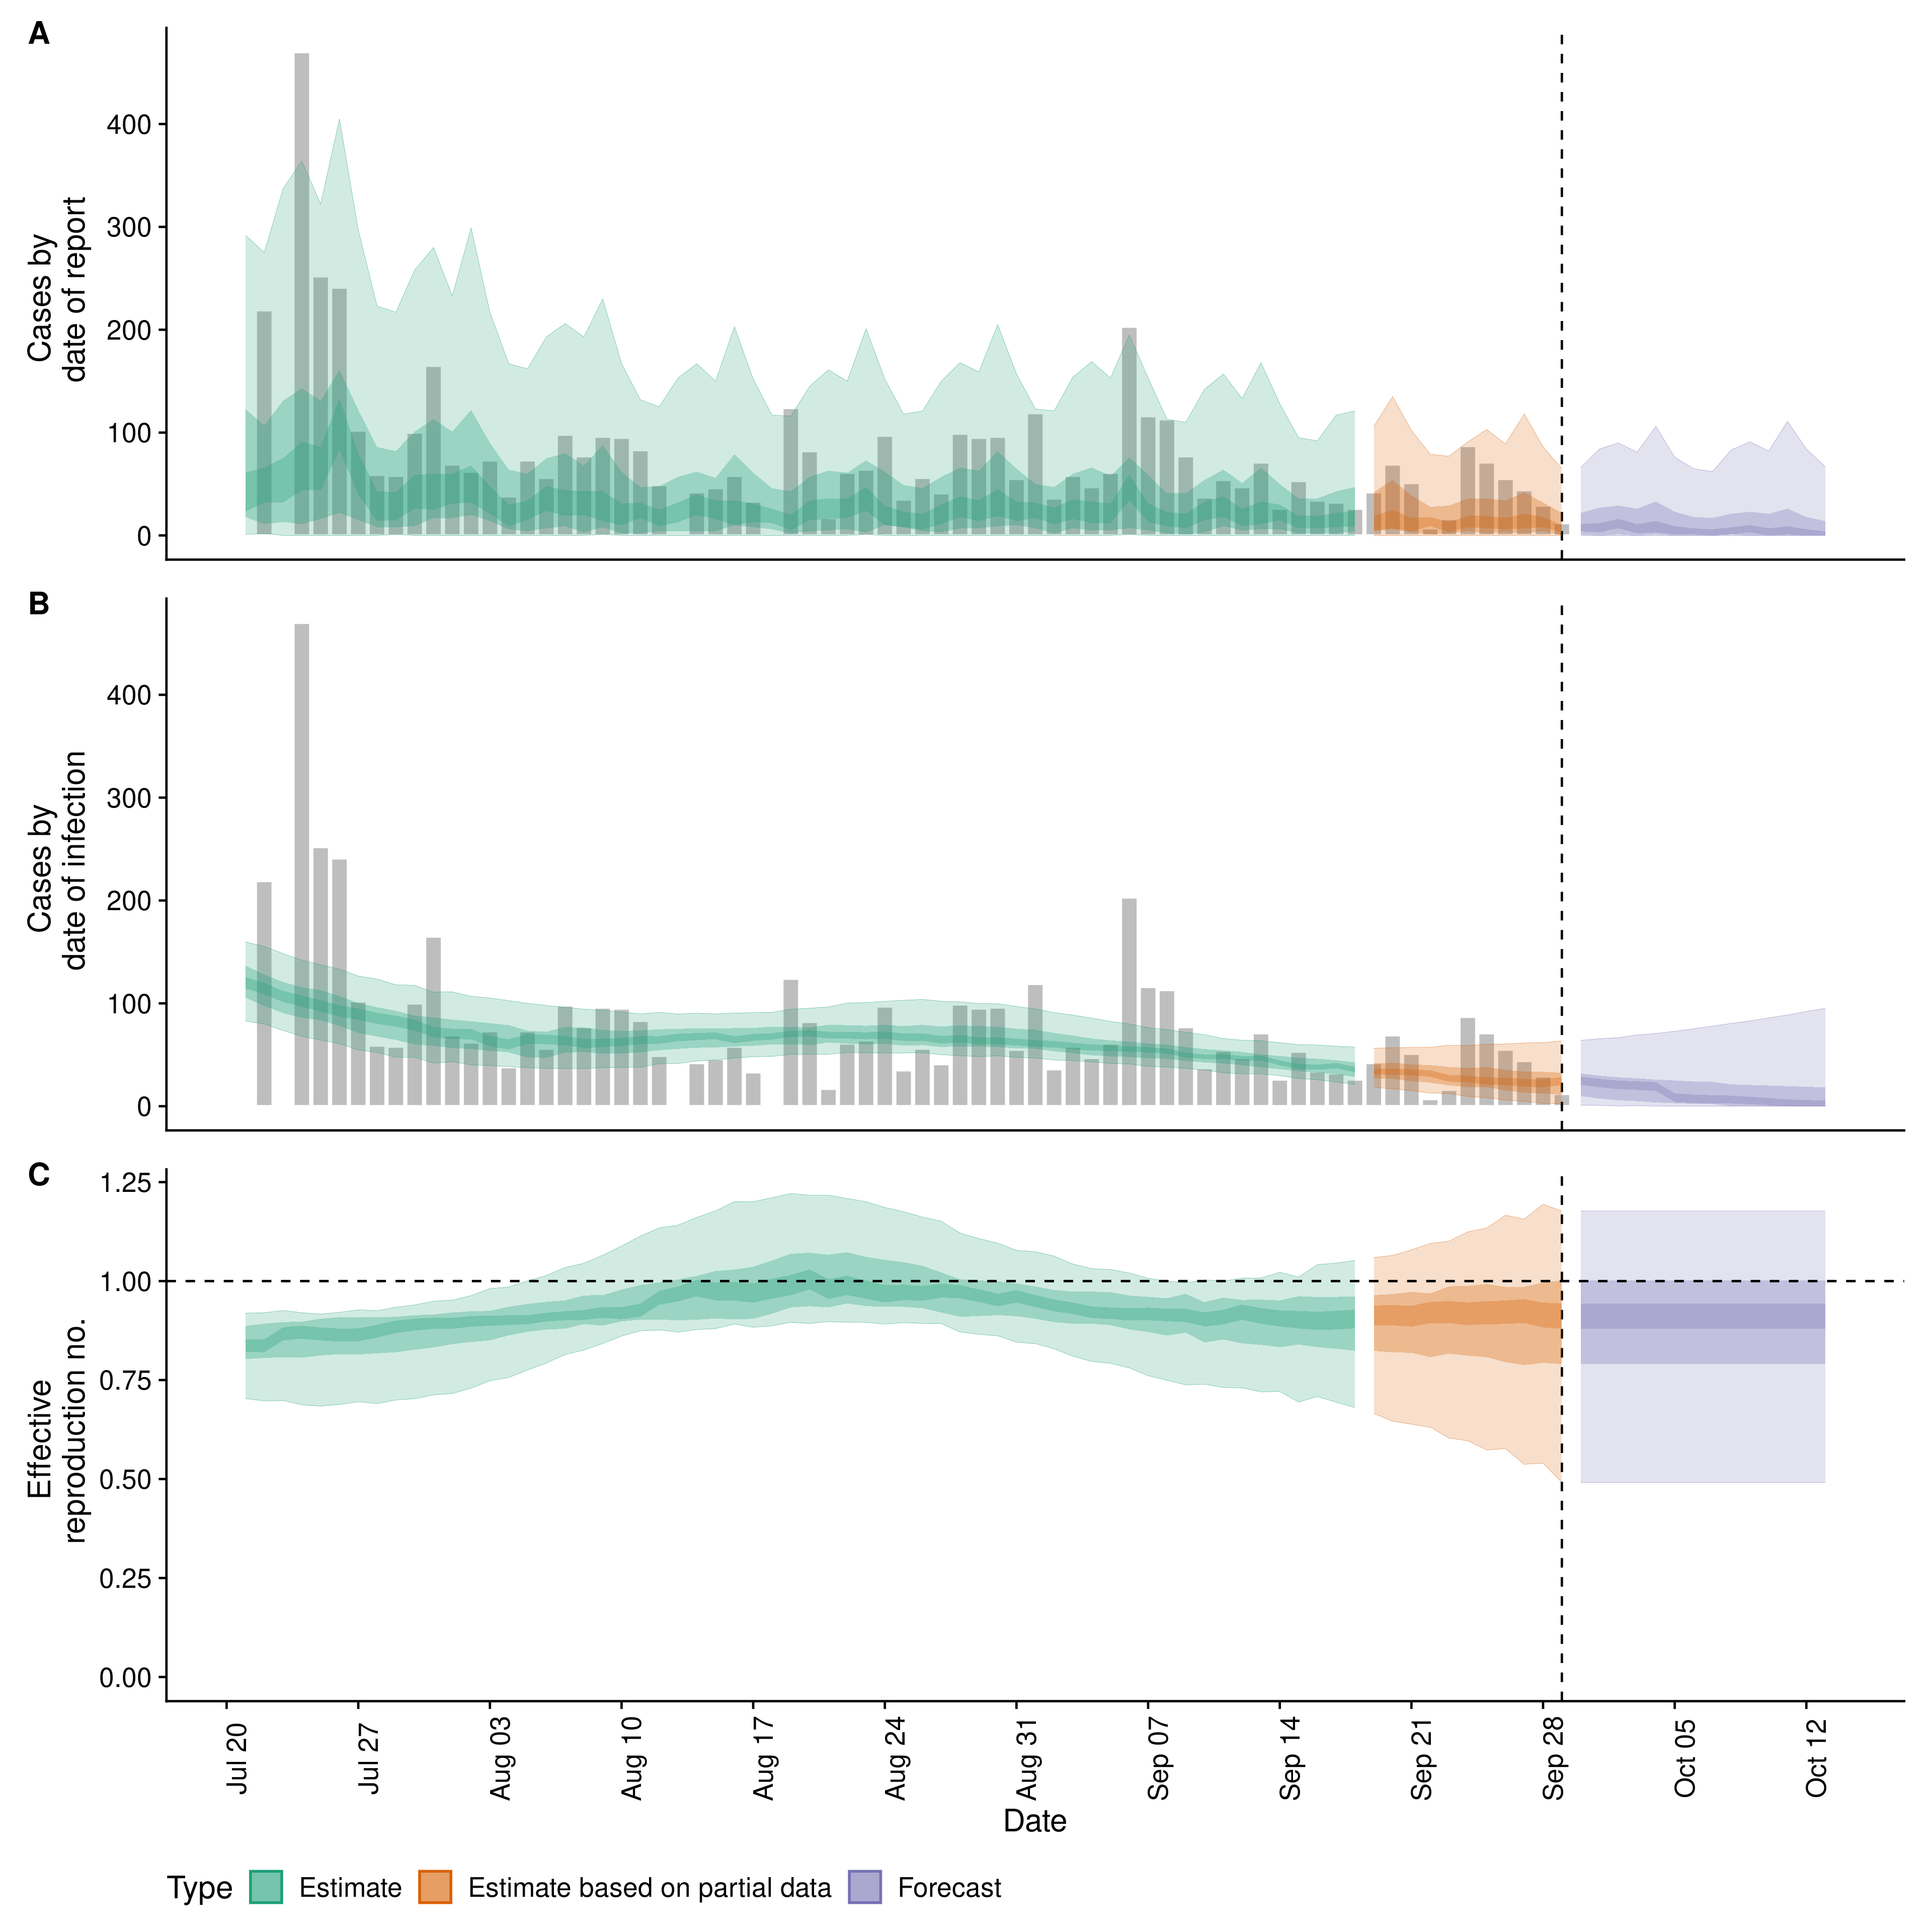 A
Cases by
date of report
400
300
200
100
0
B
Cases by
date of infection
400
300
200
100
0
C
Effective
reproduction no.
1.25
1.00
0.75
0.50
0.25
0.00
Jul 20
Jul 27
Aug 03
Aug 10
Aug 17
Aug 24
Aug 31
Sep 07
Sep 14
Sep 21
Sep 28
Oct 05
Oct 12
Date
Type Estimate Estimate based on partial data Forecast